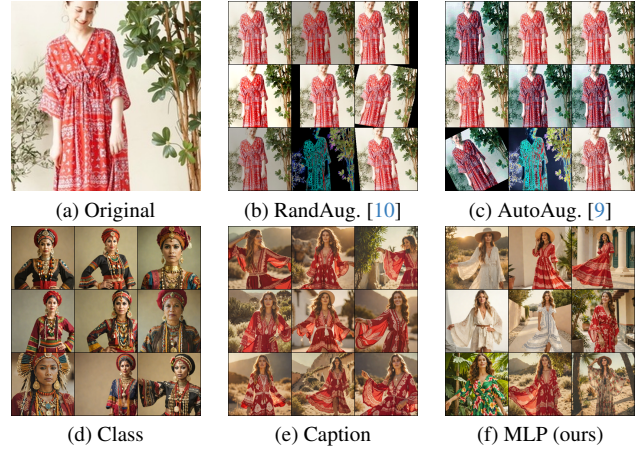 (a) Original
(b) RandAug. [10]
(c) AutoAug. [9]
(d) Class
(e) Caption
(f) MLP (ours)